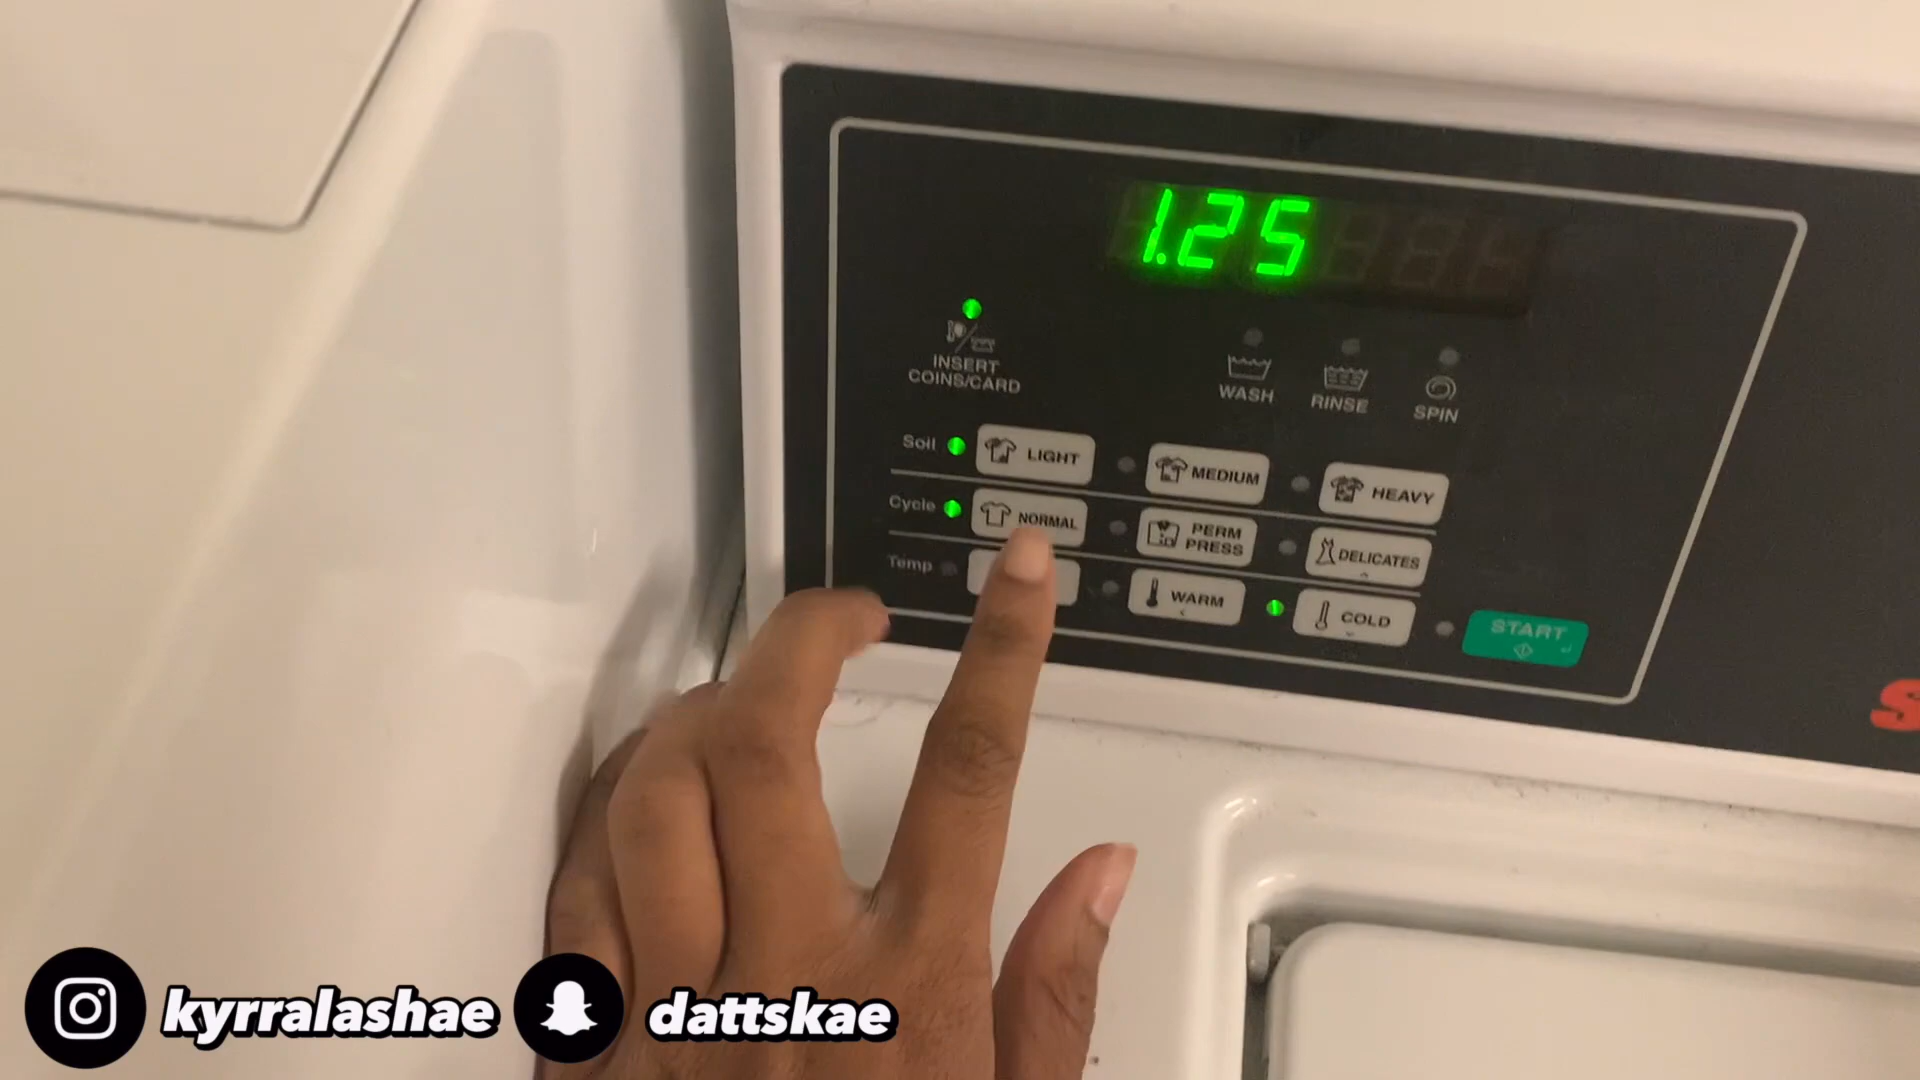 1.25
INSERT
COINS/CARD
WASH
RINSE
SPIN
Soil
LIGHT
MEDIUM
HEAVY
Cycle
NORMAL
PERM
PRESS
DELICATES
Temp
WARM
COLD
START
S
kyrralashae
dattskae